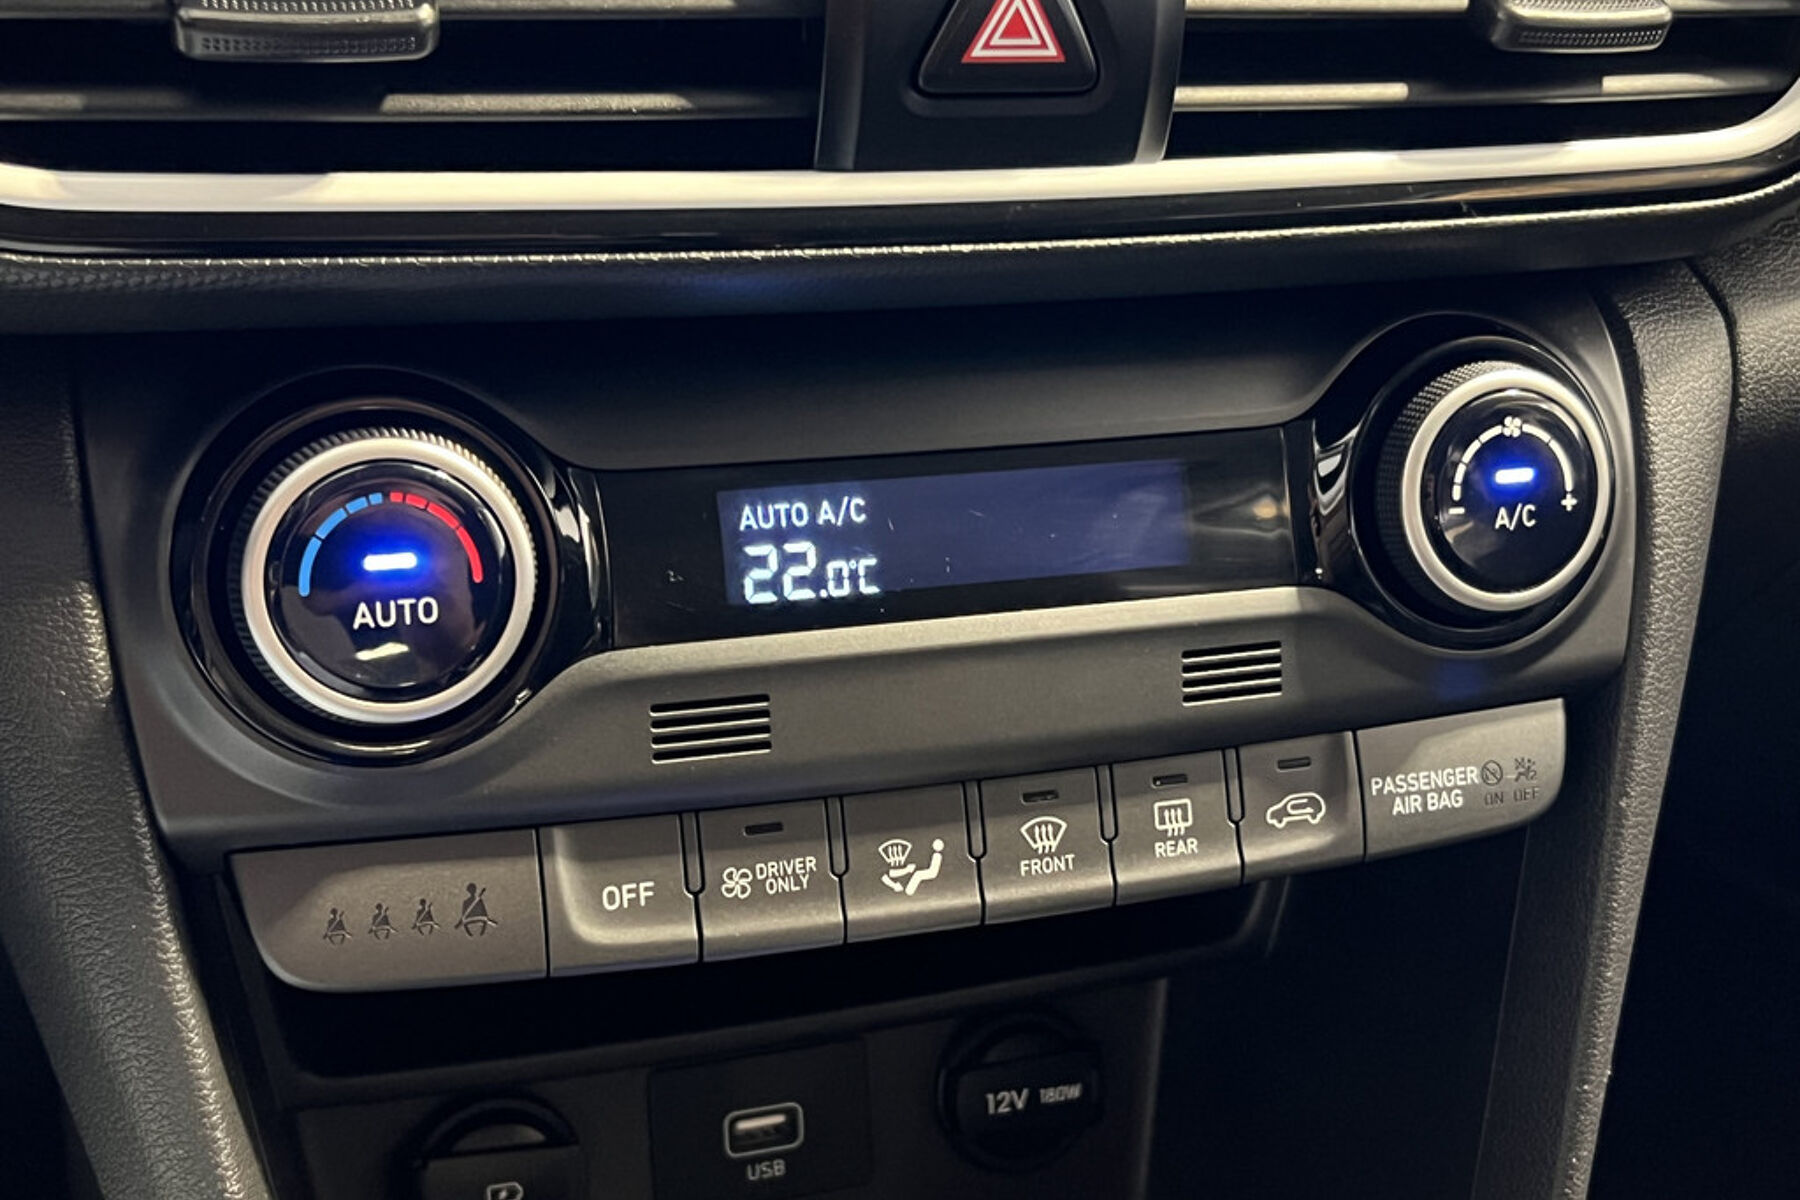 AUTO A/C
22.0°C
AUTO
- +
A/C
PASSENGER
AIR BAG
ON OFF
OFF
DRIVER
ONLY
FRONT
REAR
12V 180W
USB